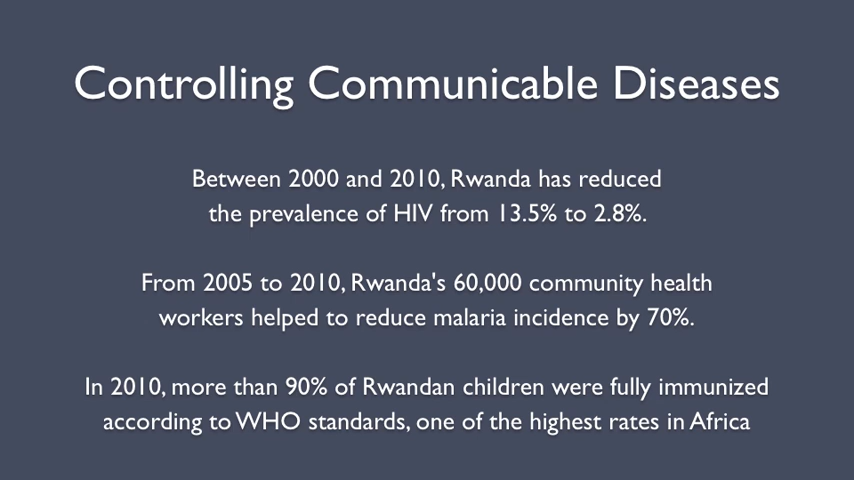 Controlling Communicable Diseases
Between 2000 and 2010, Rwanda has reduced
the prevalence of HIV from 13.5% to 2.8%.
From 2005 to 2010, Rwanda's 60,000 community health
workers helped to reduce malaria incidence by 70%.
In 2010, more than 90% of Rwandan children were fully immunized
according to WHO standards, one of the highest rates in Africa